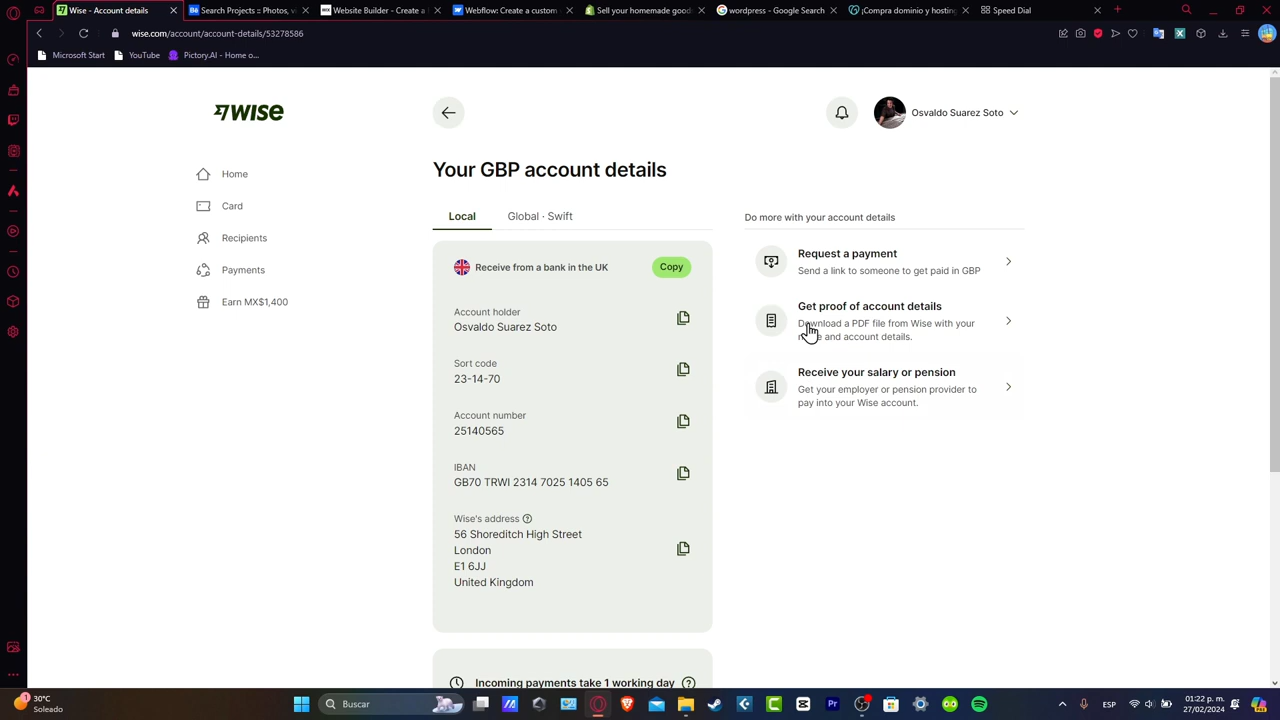 Wise - Account details
Search Projects :: Photos, v
Website Builder - Create a
Webflow: Create a custom
Sell your homemade good
wordpress - Google Search
¡Compra dominio y hosting
Speed Dial
wise.com/account/account-details/53278586
Microsoft Start
YouTube
Pictory.AI - Home o...
WISE
Osvaldo Suarez Soto
Home
Card
Recipients
Payments
Earn MX$1,400
Your GBP account details
Local
Global · Swift
Receive from a bank in the UK
Copy
Account holder
Osvaldo Suarez Soto
Sort code
23-14-70
Account number
25140565
IBAN
GB70 TRWI 2314 7025 1405 65
Wise's address
56 Shoreditch High Street
London
E1 6JJ
United Kingdom
Incoming payments take 1 working day
Do more with your account details
Request a payment
Send a link to someone to get paid in GBP
Get proof of account details
Download a PDF file from Wise with your
and account details.
Receive your salary or pension
Get your employer or pension provider to
pay into your Wise account.
30°C
Soleado
Buscar
ESP
01:22 p. m.
27/02/2024